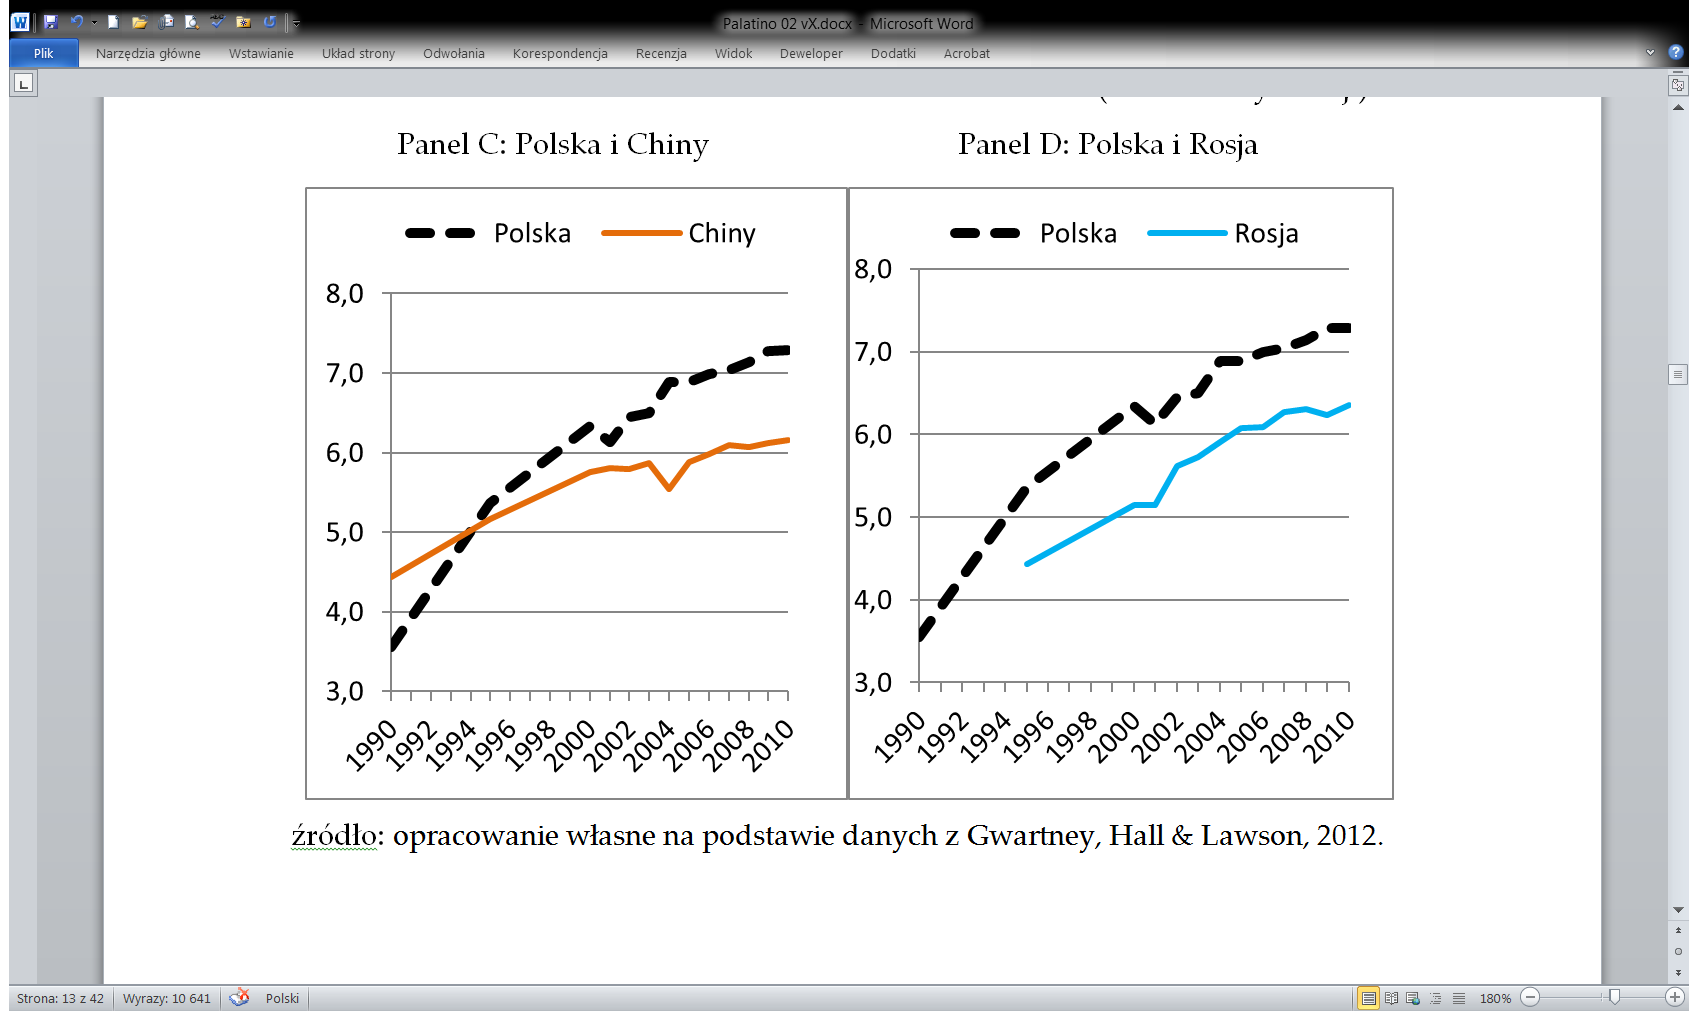 Palatino 02 vX.docx - Microsoft Word
Plik Narzędzia główne Wstawianie Układ strony Odwołania Korespondencja Recenzja Widok Deweloper Dodatki Acrobat
Panel C: Polska i Chiny
Panel D: Polska i Rosja
Polska Chiny
8,0
7,0
6,0
5,0
4,0
3,0
1990 1992 1994 1996 1998 2000 2002 2004 2006 2008 2010
Polska Rosja
8,0
7,0
6,0
5,0
4,0
3,0
1990 1992 1994 1996 1998 2000 2002 2004 2006 2008 2010
źródło: opracowanie własne na podstawie danych z Gwartney, Hall & Lawson, 2012.
Strona: 13 z 42 Wyrazy: 10 641 Polski 180%